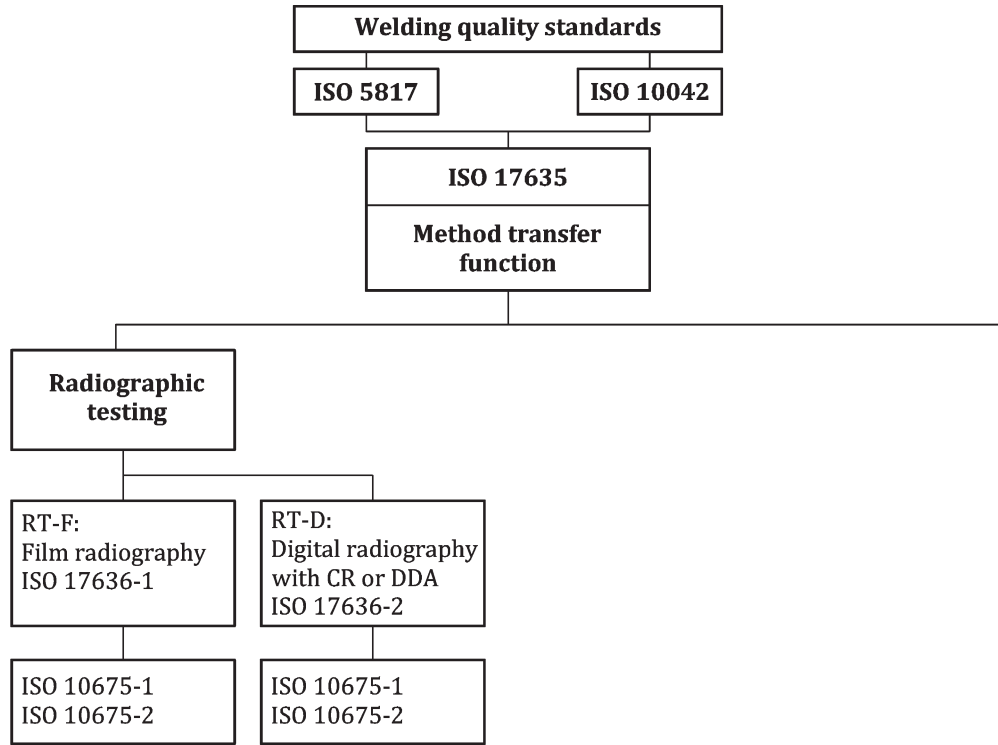 Welding quality standards
ISO 5817
ISO 10042
ISO 17635
Method transfer
function
Radiographic
testing
RT-F:
Film radiography
ISO 17636-1
RT-D:
Digital radiography
with CR or DDA
ISO 17636-2
ISO 10675-1
ISO 10675-2
ISO 10675-1
ISO 10675-2